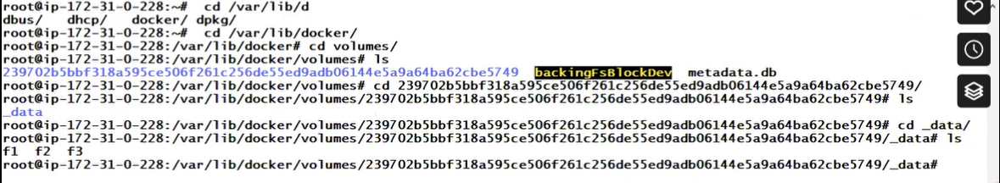 root@ip-172-31-0-228:~#  cd /var/lib/d
dbus/   dhcp/   docker/ dpkg/
root@ip-172-31-0-228:~#  cd /var/lib/docker/
root@ip-172-31-0-228:/var/lib/docker# cd volumes/
root@ip-172-31-0-228:/var/lib/docker/volumes# ls
239702b5bbf318a595ce506f261c256de55ed9adb06144e5a9a64ba62cbe5749  backingFsBlockDev  metadata.db
root@ip-172-31-0-228:/var/lib/docker/volumes# cd 239702b5bbf318a595ce506f261c256de55ed9adb06144e5a9a64ba62cbe5749/
root@ip-172-31-0-228:/var/lib/docker/volumes/239702b5bbf318a595ce506f261c256de55ed9adb06144e5a9a64ba62cbe5749# ls
_data
root@ip-172-31-0-228:/var/lib/docker/volumes/239702b5bbf318a595ce506f261c256de55ed9adb06144e5a9a64ba62cbe5749# cd _data/
root@ip-172-31-0-228:/var/lib/docker/volumes/239702b5bbf318a595ce506f261c256de55ed9adb06144e5a9a64ba62cbe5749/_data# ls
f1  f2  f3
root@ip-172-31-0-228:/var/lib/docker/volumes/239702b5bbf318a595ce506f261c256de55ed9adb06144e5a9a64ba62cbe5749/_data#